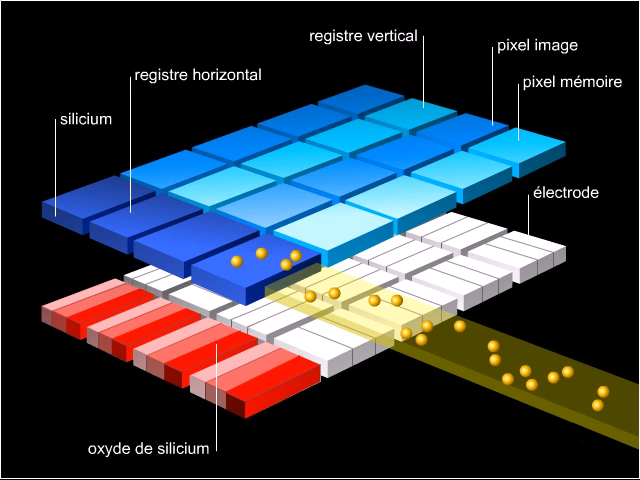 registre vertical
pixel image
registre horizontal
pixel mémoire
silicium
électrode
oxyde de silicium